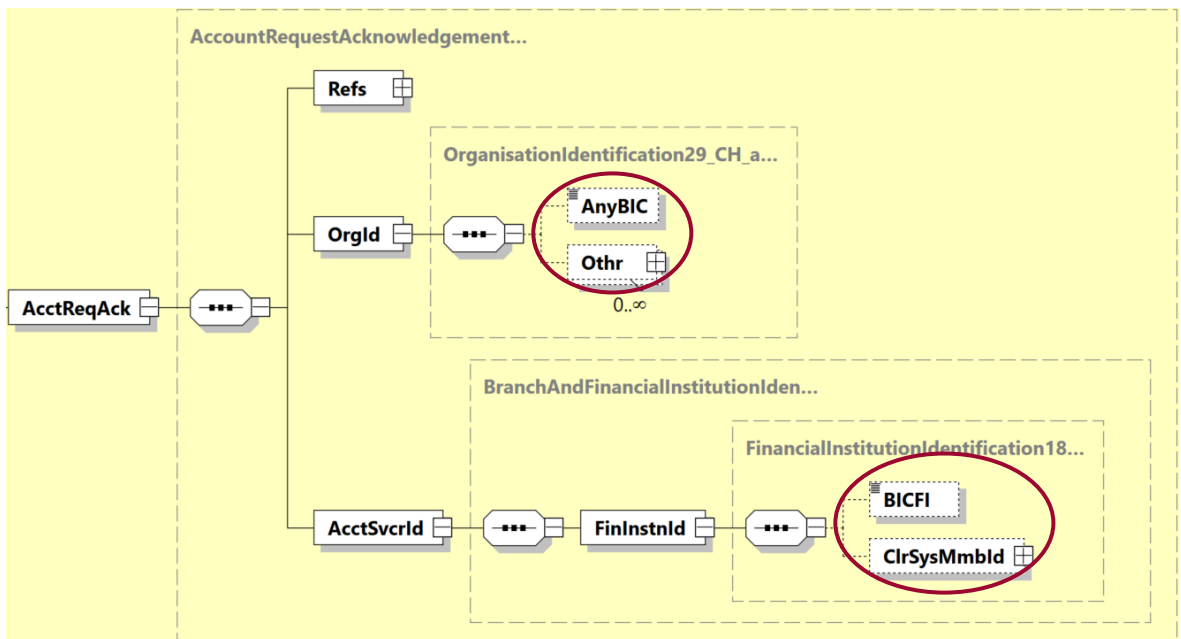 AccountRequestAcknowledgement...
Refs
OrganisationIdentification29_CH_a...
AnyBIC
OrgId
Othr
0..∞
AcctReqAck
BranchAndFinancialInstitutionIden...
FinancialInstitutionIdentification18...
BICFI
AcctSvcrId
FinInstnId
ClrSysMmbId